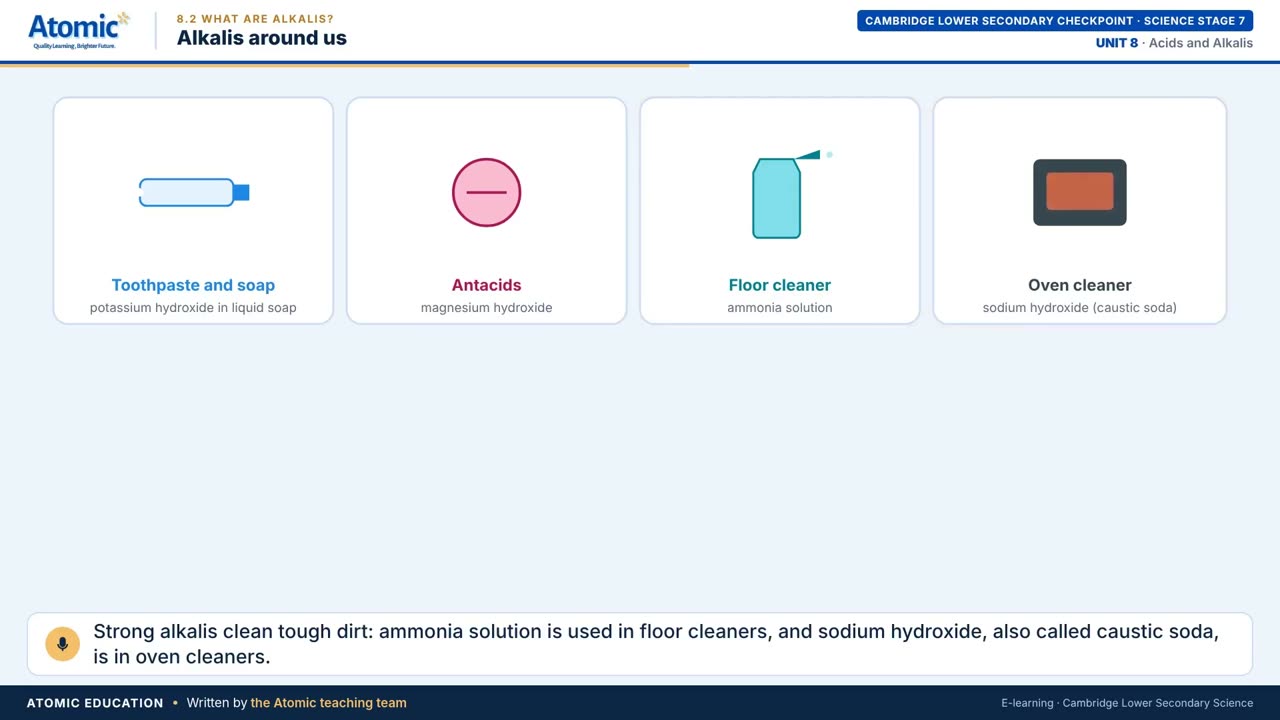 Atomic
Quality Learning, Brighter Future.
8.2 WHAT ARE ALKALIS?
Alkalis around us
CAMBRIDGE LOWER SECONDARY CHECKPOINT · SCIENCE STAGE 7
UNIT 8 · Acids and Alkalis
Toothpaste and soap
potassium hydroxide in liquid soap
Antacids
magnesium hydroxide
Floor cleaner
ammonia solution
Oven cleaner
sodium hydroxide (caustic soda)
Strong alkalis clean tough dirt: ammonia solution is used in floor cleaners, and sodium hydroxide, also called caustic soda,
is in oven cleaners.
ATOMIC EDUCATION • Written by the Atomic teaching team
E-learning · Cambridge Lower Secondary Science